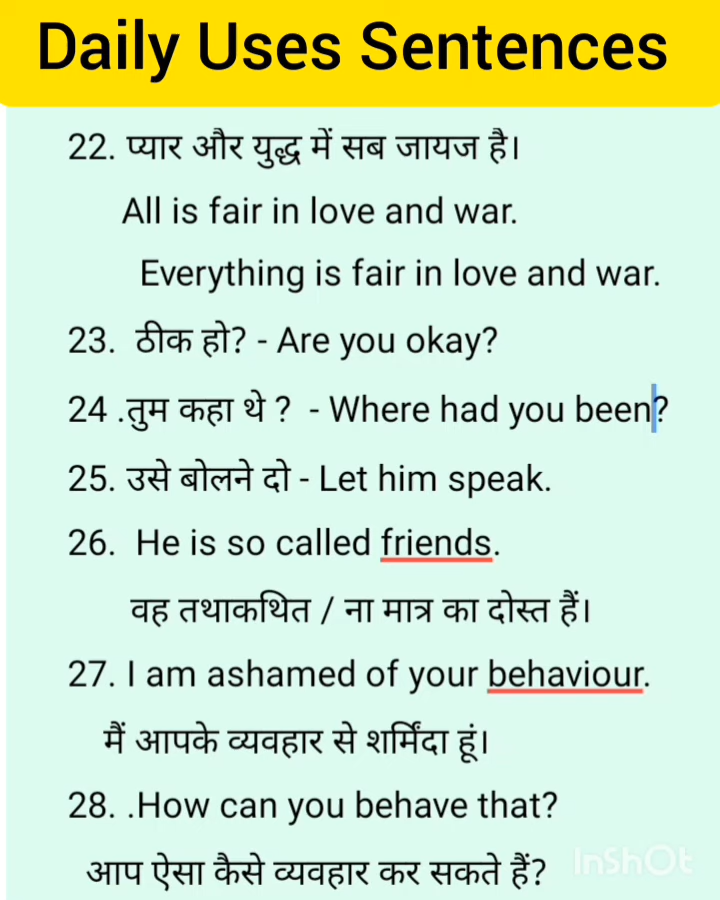 Daily Uses Sentences
22. प्यार और युद्ध में सब जायज है।
All is fair in love and war.
Everything is fair in love and war.
23. ठीक हो? - Are you okay?
24 .तुम कहा थे ? - Where had you been?
25. उसे बोलने दो - Let him speak.
26. He is so called friends.
वह तथाकथित / ना मात्र का दोस्त हैं।
27. I am ashamed of your behaviour.
मैं आपके व्यवहार से शर्मिंदा हूं।
28. .How can you behave that?
आप ऐसा कैसे व्यवहार कर सकते हैं?
InShOt